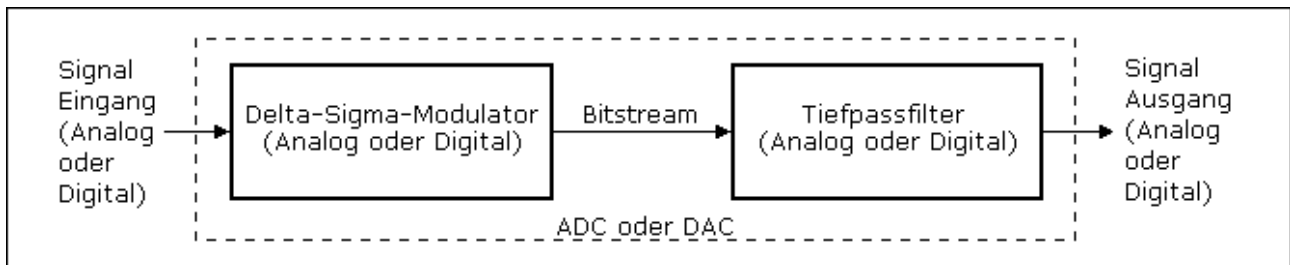 Signal
Eingang
(Analog
oder
Digital)
Delta-Sigma-Modulator
(Analog oder Digital)
Bitstream
Tiefpassfilter
(Analog oder Digital)
Signal
Ausgang
(Analog
oder
Digital)
ADC oder DAC